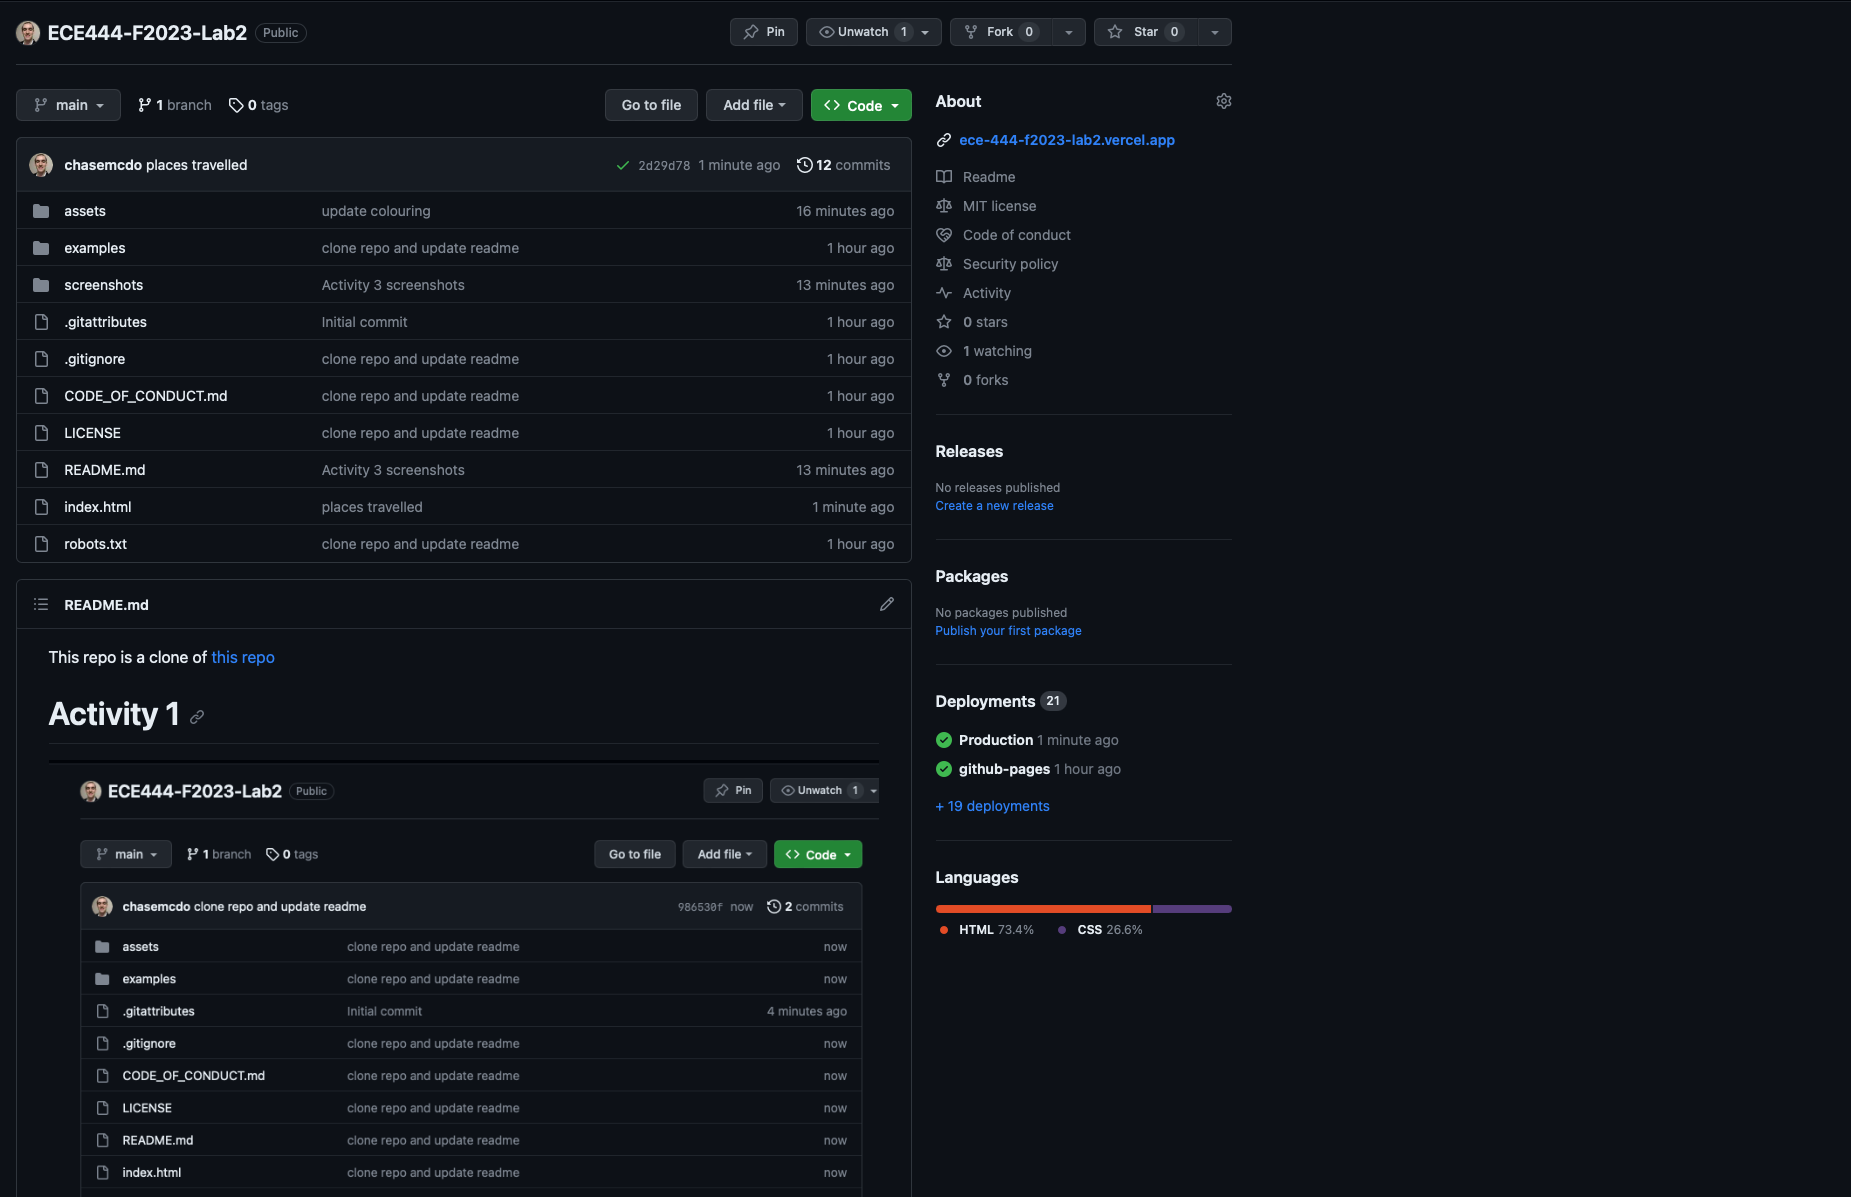 ECE444-F2023-Lab2 Public Pin Unwatch 1 Fork 0 Star 0
main 1 branch 0 tags Go to file Add file Code
chasemcdo places travelled 2d29d78 1 minute ago 12 commits
assets update colouring 16 minutes ago
examples clone repo and update readme 1 hour ago
screenshots Activity 3 screenshots 13 minutes ago
.gitattributes Initial commit 1 hour ago
.gitignore clone repo and update readme 1 hour ago
CODE_OF_CONDUCT.md clone repo and update readme 1 hour ago
LICENSE clone repo and update readme 1 hour ago
README.md Activity 3 screenshots 13 minutes ago
index.html places travelled 1 minute ago
robots.txt clone repo and update readme 1 hour ago
README.md
This repo is a clone of this repo
Activity 1
ECE444-F2023-Lab2 Public Pin Unwatch 1
main 1 branch 0 tags Go to file Add file Code
chasemcdo clone repo and update readme 986530f now 2 commits
assets clone repo and update readme now
examples clone repo and update readme now
.gitattributes Initial commit 4 minutes ago
.gitignore clone repo and update readme now
CODE_OF_CONDUCT.md clone repo and update readme now
LICENSE clone repo and update readme now
README.md clone repo and update readme now
index.html clone repo and update readme now
About
ece-444-f2023-lab2.vercel.app
Readme
MIT license
Code of conduct
Security policy
Activity
0 stars
1 watching
0 forks
Releases
No releases published
Create a new release
Packages
No packages published
Publish your first package
Deployments 21
Production 1 minute ago
github-pages 1 hour ago
+ 19 deployments
Languages
HTML 73.4% CSS 26.6%